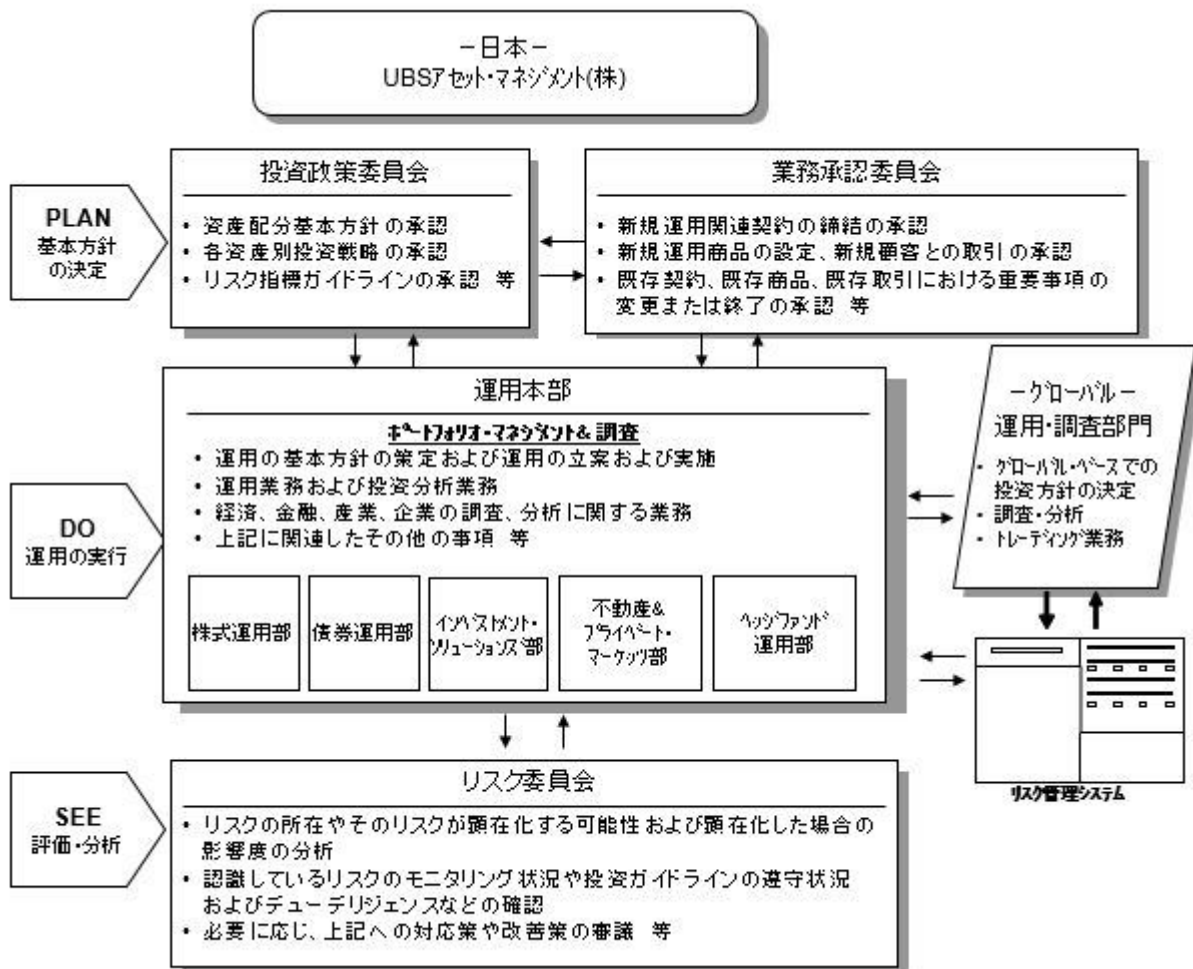 －日本－
UBSアセット・マネジメント(株)
PLAN
基本方針
の決定
投資政策委員会
• 資産配分基本方針の承認
• 各資産別投資戦略の承認
• リスク指標ガイドラインの承認 等
業務承認委員会
• 新規運用関連契約の締結の承認
• 新規運用商品の設定、新規顧客との取引の承認
• 既存契約、既存商品、既存取引における重要事項の
変更または終了の承認 等
DO
運用の実行
運用本部
ポートフォリオ・マネジメント&調査
• 運用の基本方針の策定および運用の立案および実施
• 運用業務および投資分析業務
• 経済、金融、産業、企業の調査、分析に関する業務
• 上記に関連したその他の事項 等
株式運用部
債券運用部
インベストメント・
ソリューションズ部
不動産&
プライベート・
マーケッツ部
ヘッジファンド
運用部
－グローバル－
運用・調査部門
• グローバル・ベースでの
投資方針の決定
• 調査・分析
• トレーディング業務
リスク管理システム
SEE
評価・分析
リスク委員会
• リスクの所在やそのリスクが顕在化する可能性および顕在化した場合の
影響度の分析
• 認識しているリスクのモニタリング状況や投資ガイドラインの遵守状況
およびデューデリジェンスなどの確認
• 必要に応じ、上記への対応策や改善策の審議 等